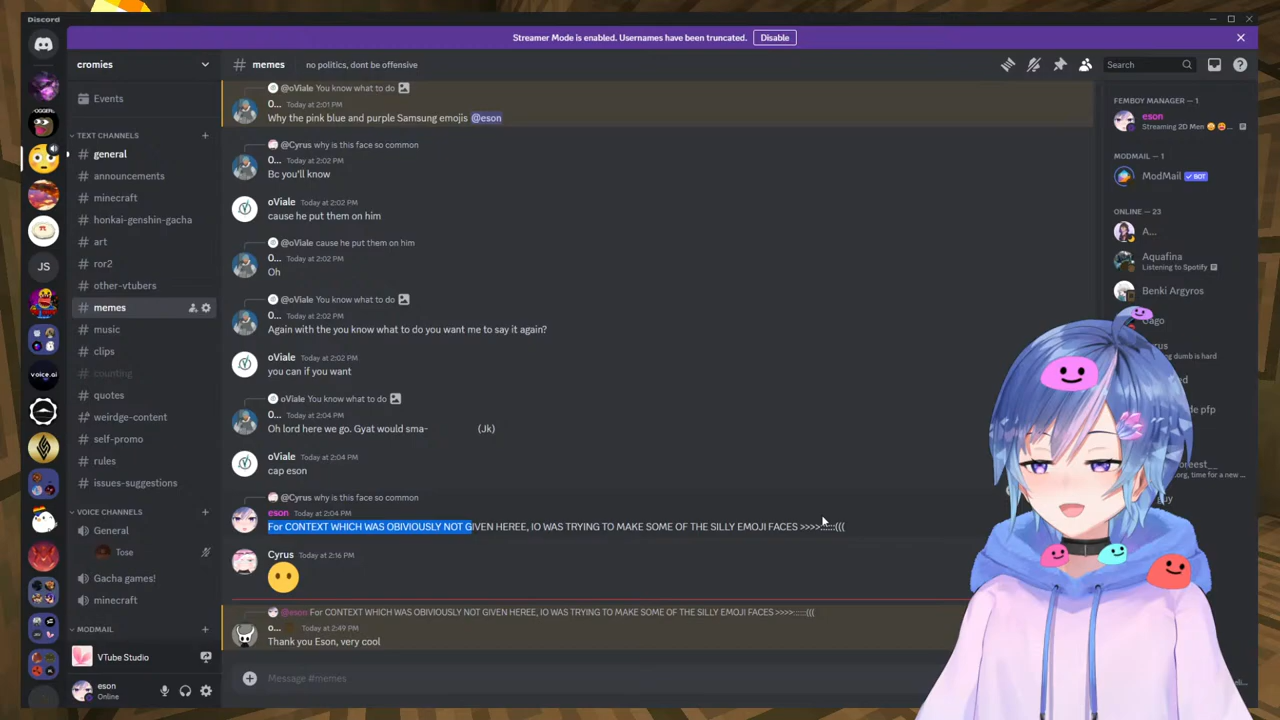 Discord
Streamer Mode is enabled. Usernames have been truncated. Disable
cromies
# memes no politics, dont be offensive
Search
Events
TEXT CHANNELS
general
announcements
minecraft
honkai-genshin-gacha
art
ror2
other-vtubers
memes
music
clips
counting
quotes
weirdge-content
self-promo
rules
issues-suggestions
VOICE CHANNELS
General
Tose
Gacha games!
minecraft
MODMAIL
VTube Studio
eson
Online
JS
voice.ai
@oViale You know what to do
O... Today at 2:01 PM
Why the pink blue and purple Samsung emojis @eson
@Cyrus why is this face so common
O... Today at 2:02 PM
Bc you'll know
oViale Today at 2:02 PM
cause he put them on him
@oViale cause he put them on him
O... Today at 2:02 PM
Oh
@oViale You know what to do
O... Today at 2:02 PM
Again with the you know what to do you want me to say it again?
oViale Today at 2:02 PM
you can if you want
oViale You know what to do
O... Today at 2:04 PM
Oh lord here we go. Gyat would sma- (Jk)
oViale Today at 2:04 PM
cap eson
@Cyrus why is this face so common
eson Today at 2:04 PM
For CONTEXT WHICH WAS OBIVIOUSLY NOT GIVEN HEREE, IO WAS TRYING TO MAKE SOME OF THE SILLY EMOJI FACES >>>>::::::(((
Cyrus Today at 2:16 PM
@eson For CONTEXT WHICH WAS OBIVIOUSLY NOT GIVEN HEREE, IO WAS TRYING TO MAKE SOME OF THE SILLY EMOJI FACES >>>>::::::(((
o... Today at 2:49 PM
Thank you Eson, very cool
Message #memes
FEMBOY MANAGER — 1
eson
Streaming 2D Men
MODMAIL — 1
ModMail BOT
ONLINE — 23
A...
Aquafina
Listening to Spotify
Benki Argyros